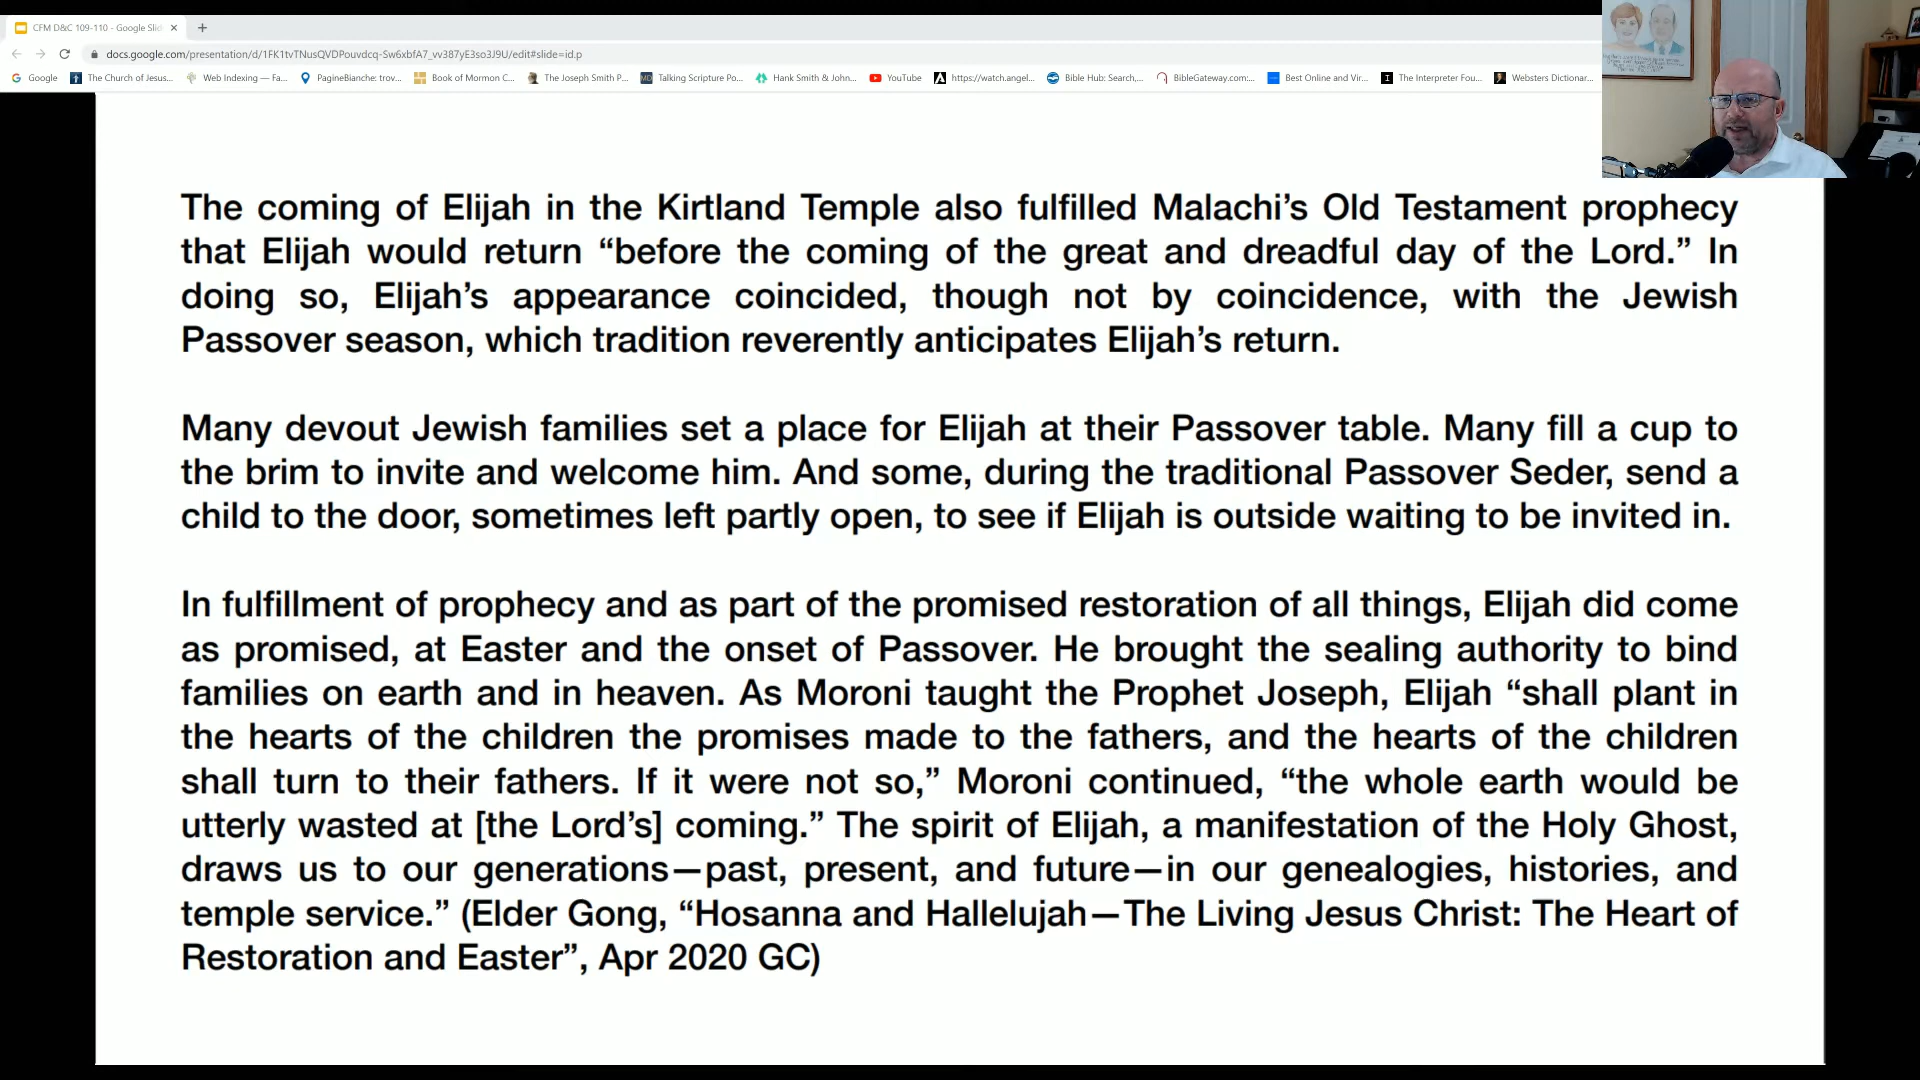 CFM D&C 109-110 - Google Slid
docs.google.com/presentation/d/1FK1tvTNusQVDPouvdcq-Sw6xbfA7_vv387yE3so3J9U/edit#slide=id.p
Google The Church of Jesus... Web Indexing — Fa... PagineBianche: trov... Book of Mormon C... The Joseph Smith P... Talking Scripture Po... Hank Smith & John... YouTube https://watch.angel... Bible Hub: Search,... BibleGateway.com:... Best Online and Vir... The Interpreter Fou... Websters Dictionar...
The coming of Elijah in the Kirtland Temple also fulfilled Malachi’s Old Testament prophecy
that Elijah would return “before the coming of the great and dreadful day of the Lord.” In
doing so, Elijah’s appearance coincided, though not by coincidence, with the Jewish
Passover season, which tradition reverently anticipates Elijah’s return.
Many devout Jewish families set a place for Elijah at their Passover table. Many fill a cup to
the brim to invite and welcome him. And some, during the traditional Passover Seder, send a
child to the door, sometimes left partly open, to see if Elijah is outside waiting to be invited in.
In fulfillment of prophecy and as part of the promised restoration of all things, Elijah did come
as promised, at Easter and the onset of Passover. He brought the sealing authority to bind
families on earth and in heaven. As Moroni taught the Prophet Joseph, Elijah “shall plant in
the hearts of the children the promises made to the fathers, and the hearts of the children
shall turn to their fathers. If it were not so,” Moroni continued, “the whole earth would be
utterly wasted at [the Lord’s] coming.” The spirit of Elijah, a manifestation of the Holy Ghost,
draws us to our generations—past, present, and future—in our genealogies, histories, and
temple service.” (Elder Gong, “Hosanna and Hallelujah—The Living Jesus Christ: The Heart of
Restoration and Easter”, Apr 2020 GC)